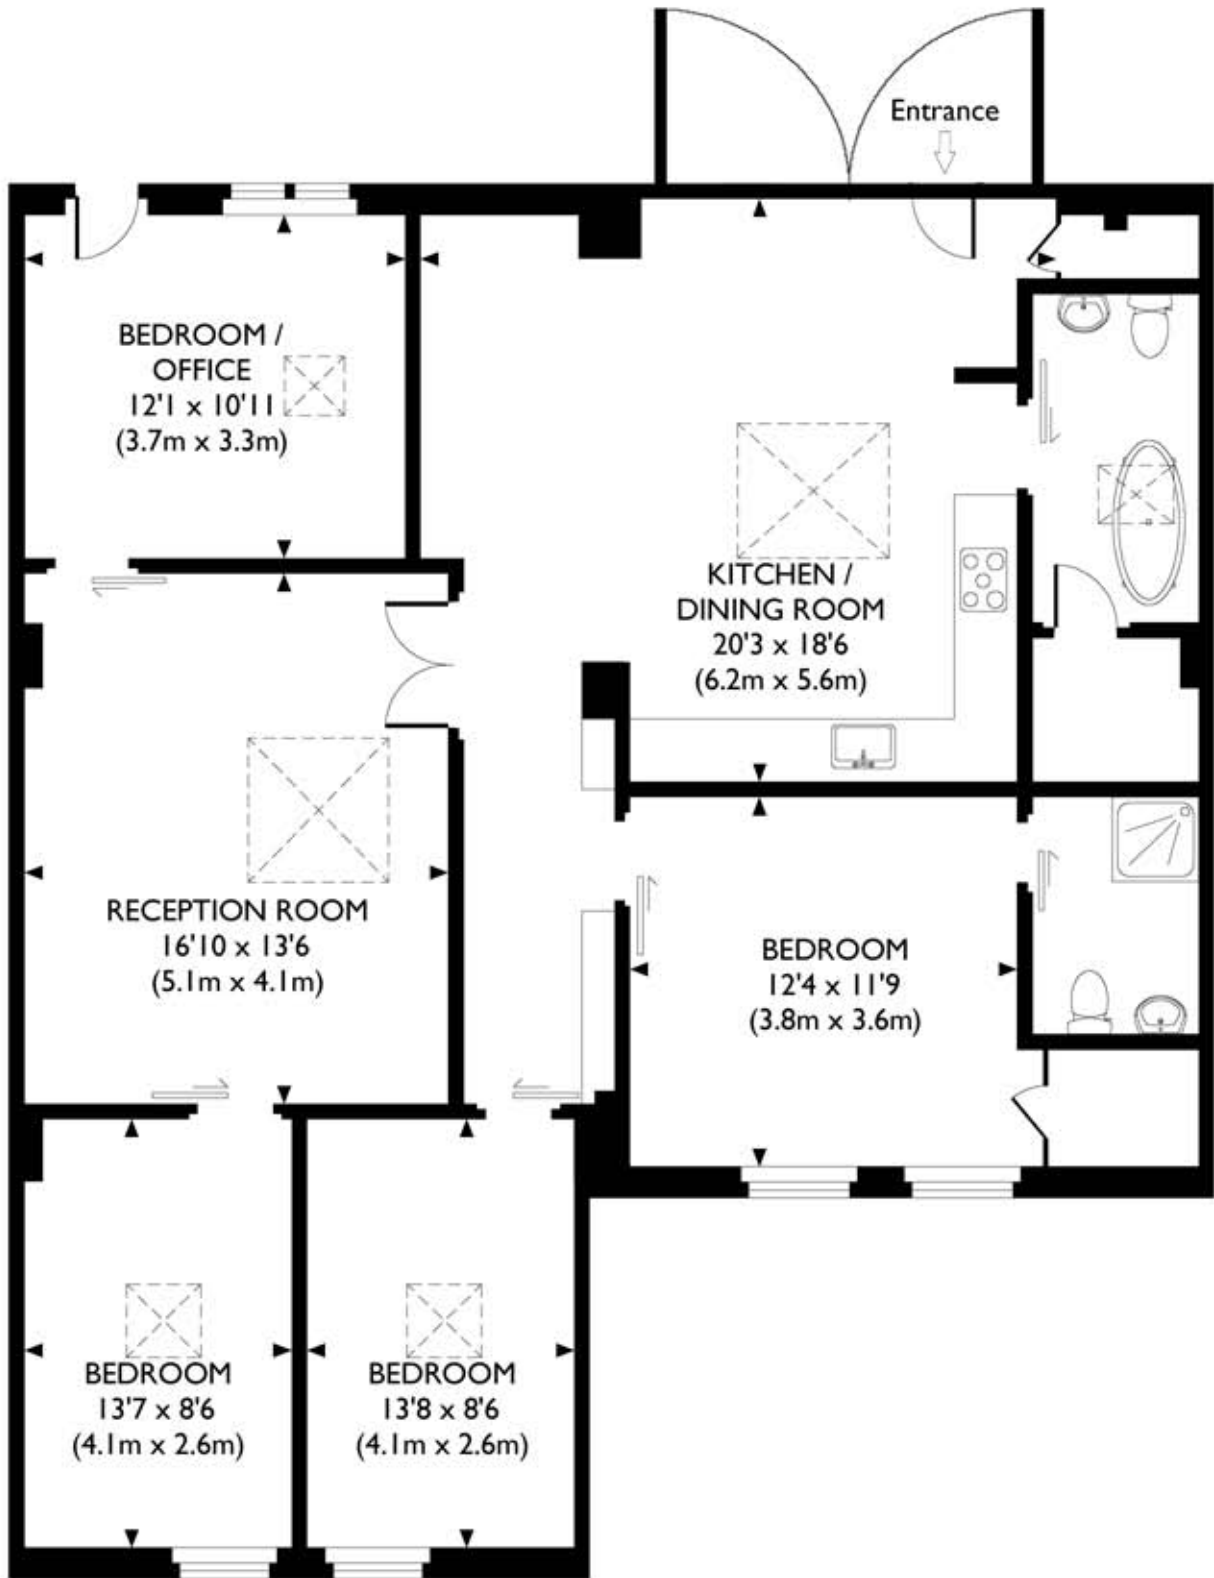 Entrance
BEDROOM /
OFFICE
12'1 x 10'11
(3.7m x 3.3m)
KITCHEN /
DINING ROOM
20'3 x 18'6
(6.2m x 5.6m)
RECEPTION ROOM
16'10 x 13'6
(5.1m x 4.1m)
BEDROOM
12'4 x 11'9
(3.8m x 3.6m)
BEDROOM
13'7 x 8'6
(4.1m x 2.6m)
BEDROOM
13'8 x 8'6
(4.1m x 2.6m)